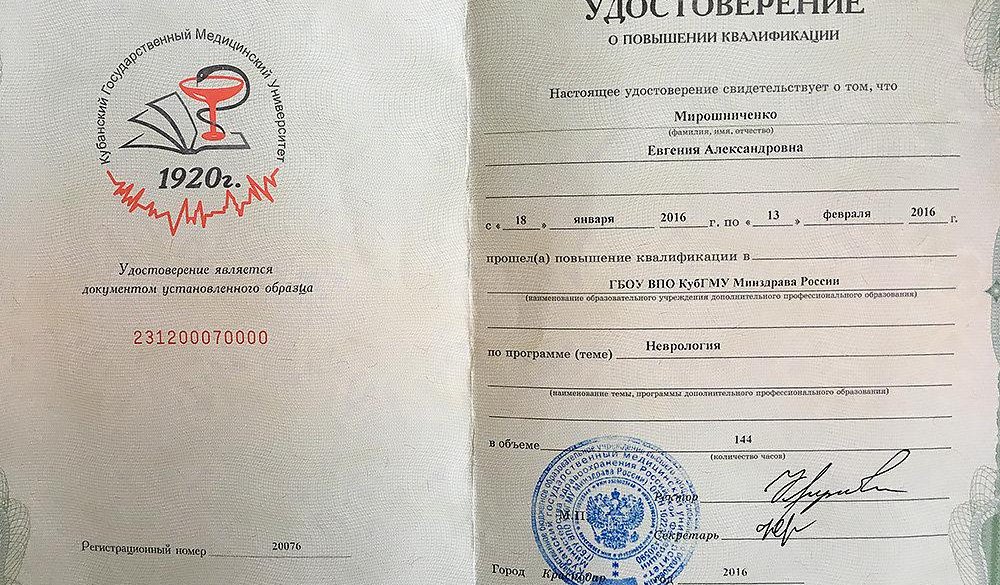 Кубанский Государственный Медицинский Университет
1920г.
Удостоверение является
документом установленного образца
231200070000
Регистрационный номер 20076
УДОСТОВЕРЕНИЕ
О ПОВЫШЕНИИ КВАЛИФИКАЦИИ
Настоящее удостоверение свидетельствует о том, что
Мирошниченко
(фамилия, имя, отчество)
Евгения Александровна
с « 18 » января 2016 г. по « 13 » февраля 2016 г.
прошел(а) повышение квалификации в
ГБОУ ВПО КубГМУ Минздрава России
(наименование образовательного учреждения дополнительного профессионального образования)
по программе (теме) Неврология
(наименование темы, программы дополнительного профессионального образования)
в объеме 144
(количество часов)
Ректор
М.П.
Секретарь
Город Краснодар 2016